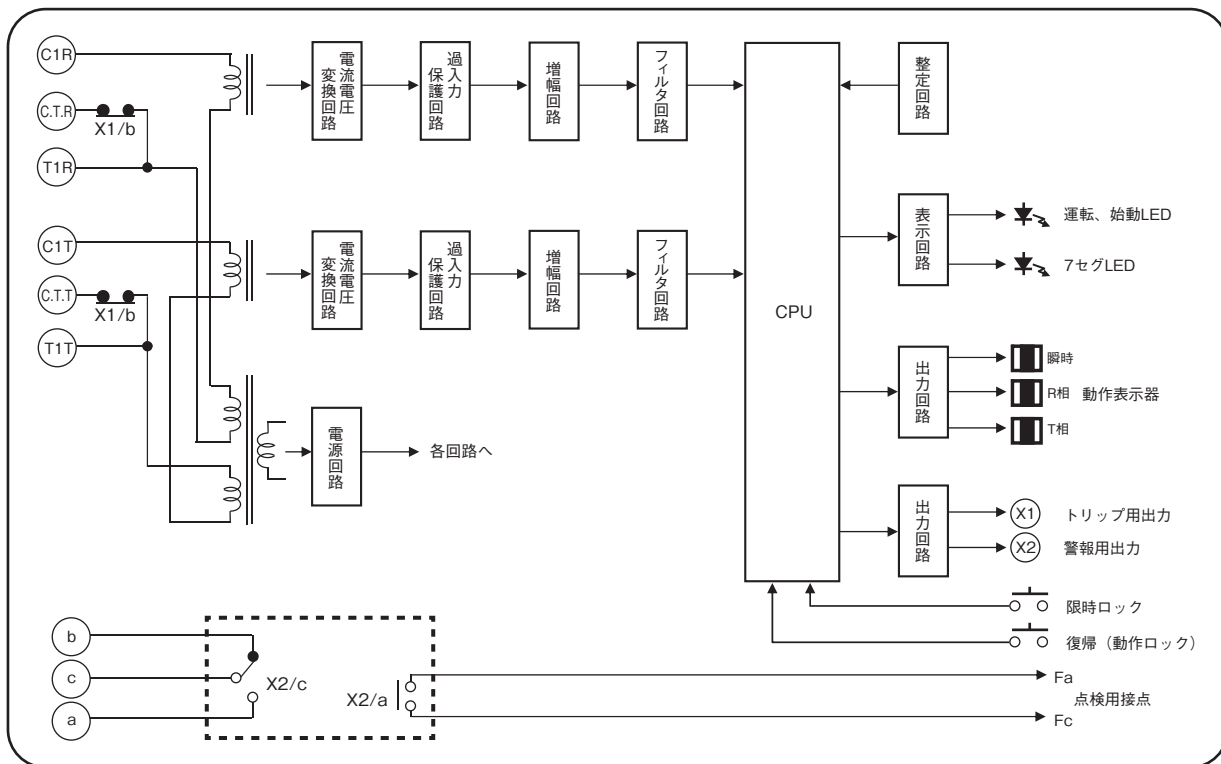 C1R
C.T.R
X1/b
T1R
C1T
C.T.T
X1/b
T1T
電流電圧
変換回路
過入力
保護回路
増幅回路
フィルタ回路
電流電圧
変換回路
過入力
保護回路
増幅回路
フィルタ回路
電源回路
各回路へ
CPU
整定回路
表示回路
運転、始動LED
7セグLED
出力回路
瞬時
R相
動作表示器
T相
出力回路
X1
トリップ用出力
X2
警報用出力
限時ロック
復帰（動作ロック）
b
c
a
X2/c
X2/a
Fa
点検用接点
Fc